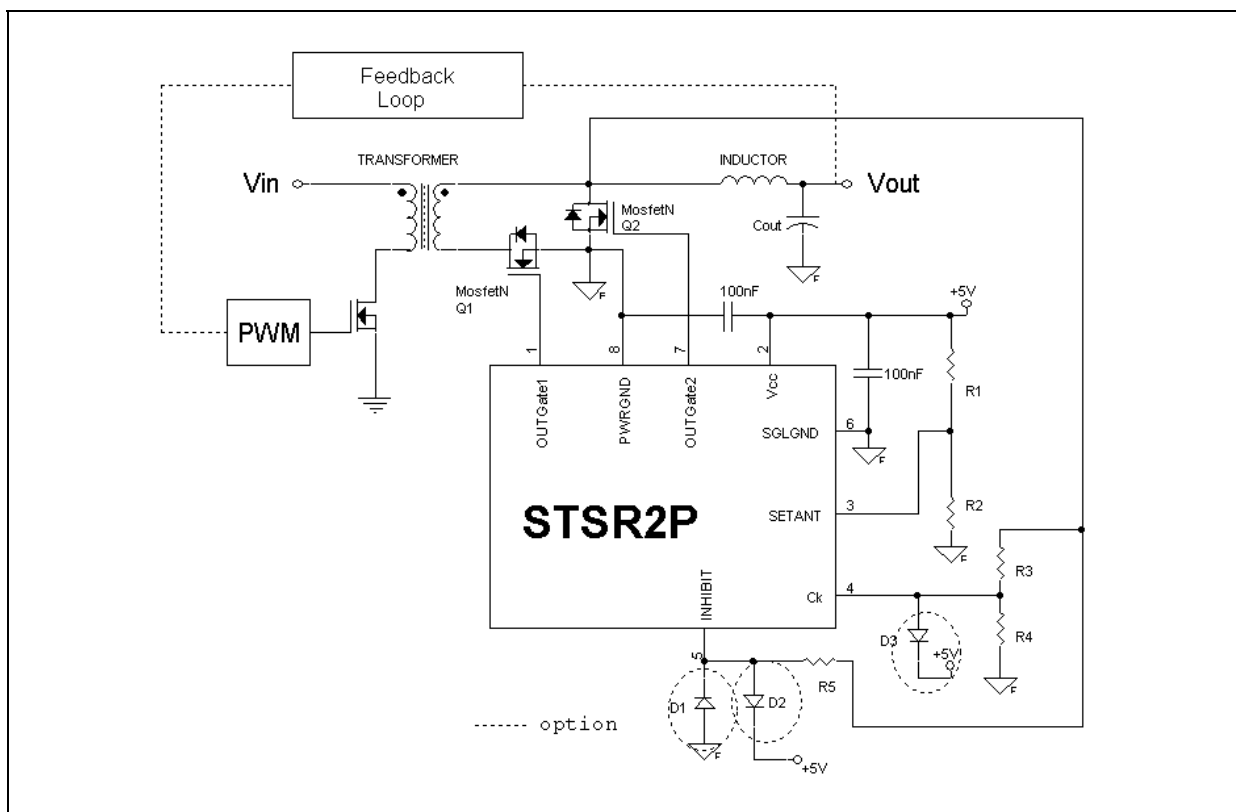 Feedback
Loop
TRANSFORMER
INDUCTOR
Vin
Vout
MosfetN
Q2
Cout
F
F
MosfetN
Q1
100nF
+5V
PWM
1
8
7
2
100nF
R1
OUTGate1
PWRGND
OUTGate2
Vcc
SGLGND
6
F
STSR2P
SETANT
3
R2
F
R3
INHIBIT
Ck
4
D3
+5V
R4
F
5
R5
D1
D2
F
+5V
option